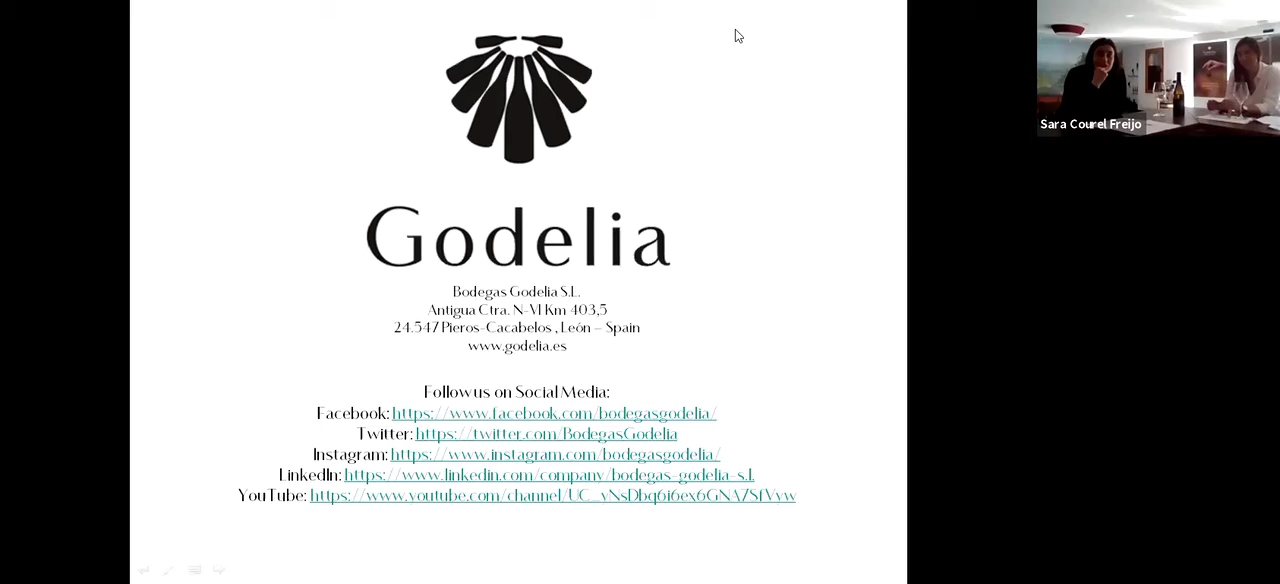 Godelia
Bodegas Godelia S.L.
Antigua Ctra. N-VI Km 403,5
24.547 Pieros-Cacabelos , León – Spain
www.godelia.es
Follow us on Social Media:
Facebook: https://www.facebook.com/bodegasgodelia/
Twitter: https://twitter.com/BodegasGodelia
Instagram: https://www.instagram.com/bodegasgodelia/
LinkedIn: https://www.linkedin.com/company/bodegas-godelia-s.l.
YouTube:
Sara Courel Freijo